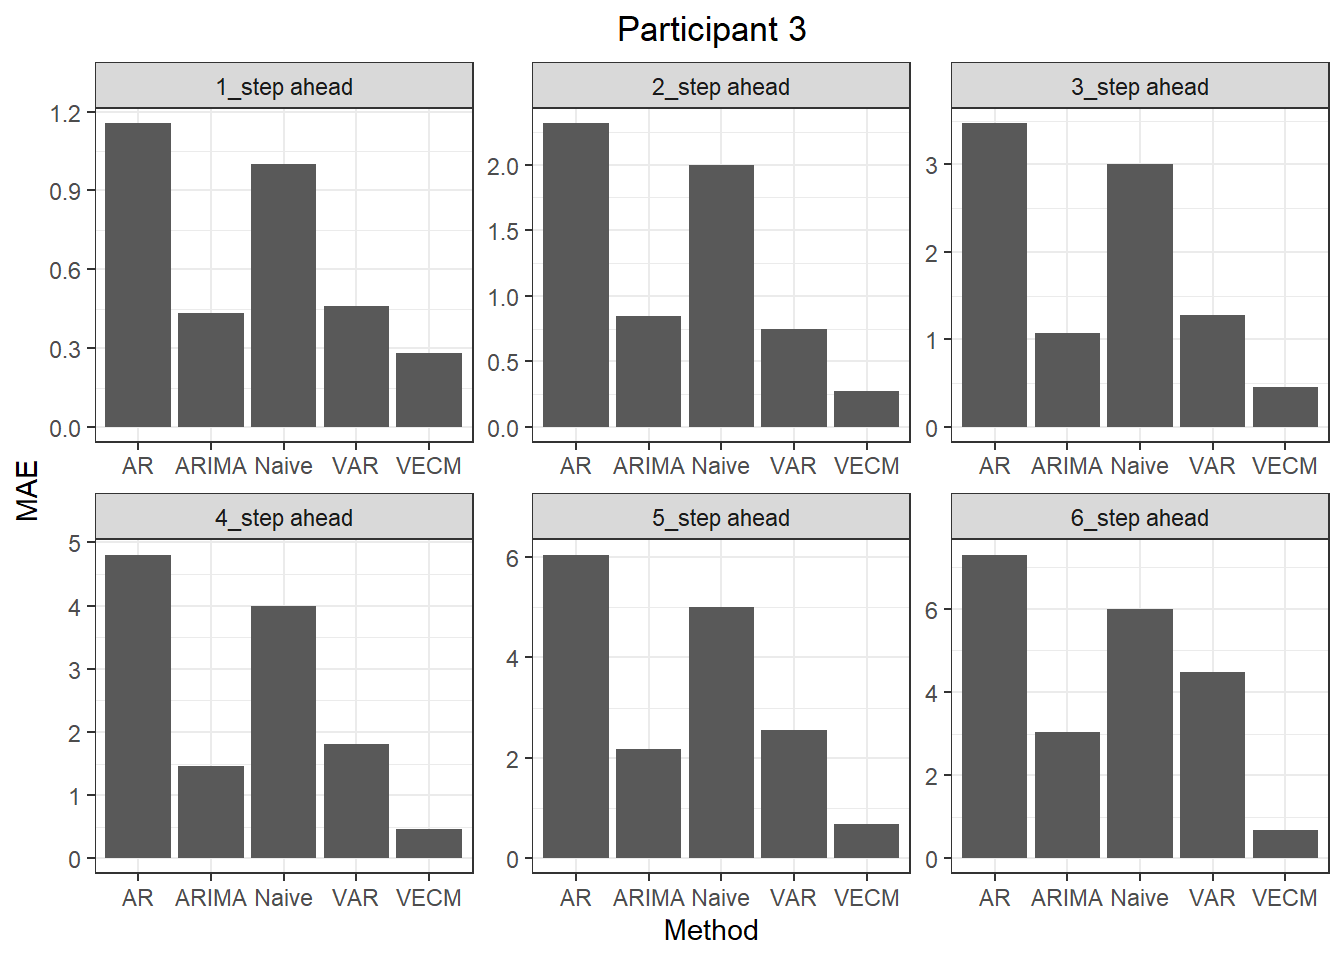 Participant 3
1_step ahead
2_step ahead
3_step ahead
1.2
0.9
0.6
0.3
0.0
2.0
1.5
1.0
0.5
0.0
3
2
1
0
AR ARIMA Naive VAR VECM
AR ARIMA Naive VAR VECM
AR ARIMA Naive VAR VECM
MAE
4_step ahead
5_step ahead
6_step ahead
5
4
3
2
1
0
6
4
2
0
6
4
2
0
AR ARIMA Naive VAR VECM
AR ARIMA Naive VAR VECM
AR ARIMA Naive VAR VECM
Method